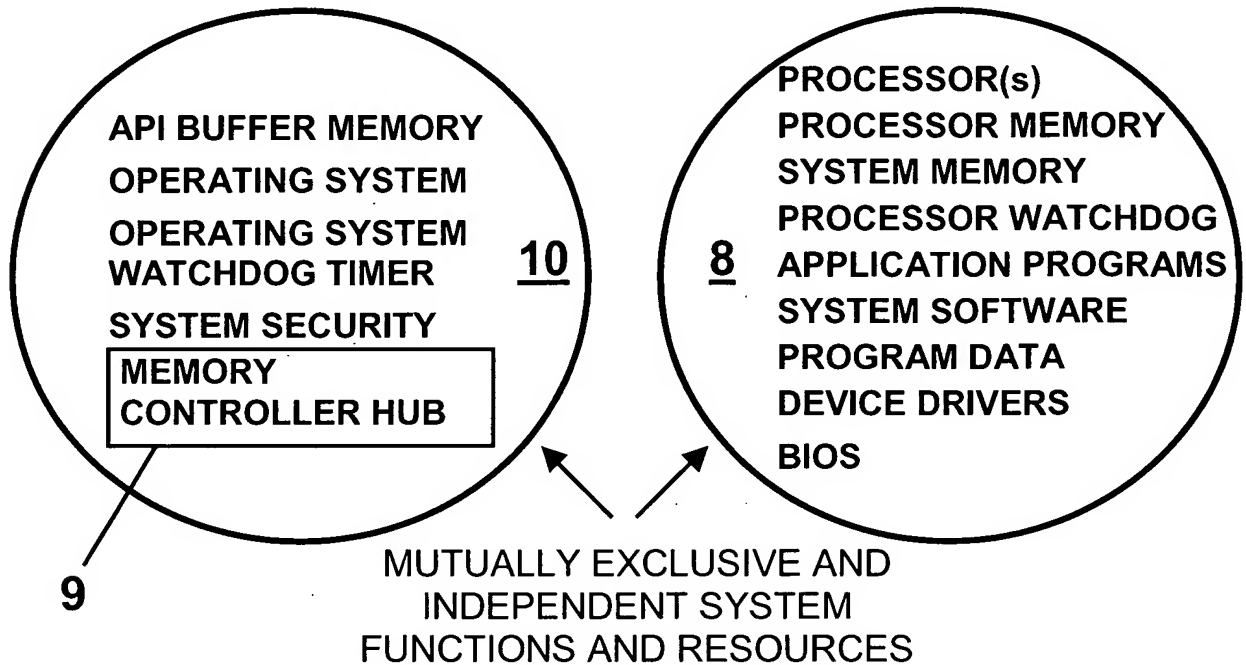 API BUFFER MEMORY
OPERATING SYSTEM
OPERATING SYSTEM
WATCHDOG TIMER
SYSTEM SECURITY
MEMORY
CONTROLLER HUB
10
9
8
PROCESSOR(s)
PROCESSOR MEMORY
SYSTEM MEMORY
PROCESSOR WATCHDOG
APPLICATION PROGRAMS
SYSTEM SOFTWARE
PROGRAM DATA
DEVICE DRIVERS
BIOS
MUTUALLY EXCLUSIVE AND
INDEPENDENT SYSTEM
FUNCTIONS AND RESOURCES